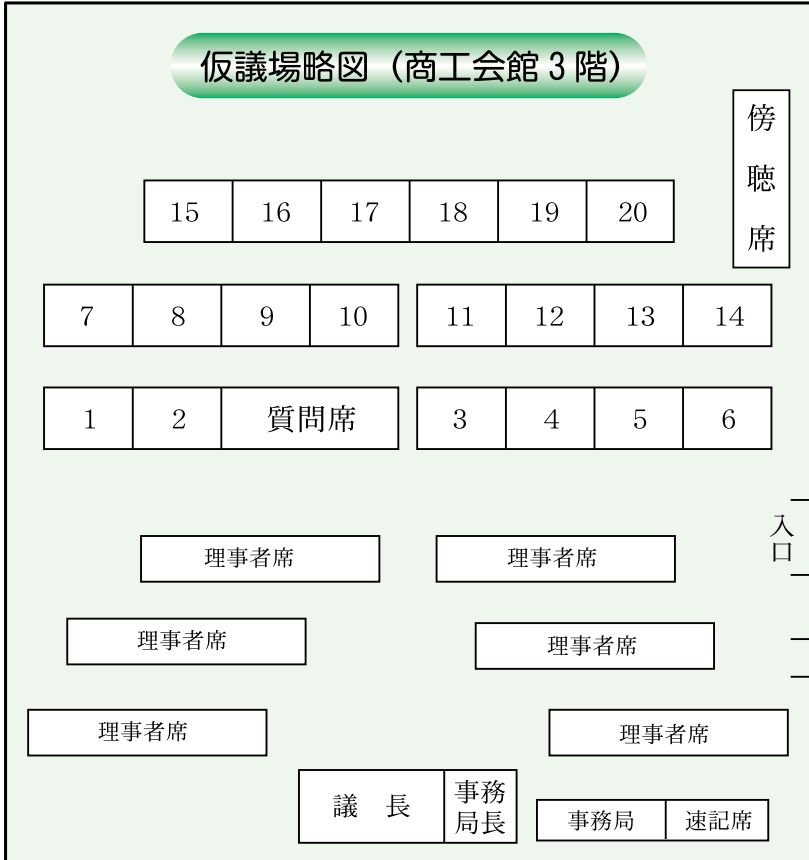 仮議場略図（商工会館３階）
傍聴席
15 16 17 18 19 20
7 8 9 10 11 12 13 14
1 2 質問席 3 4 5 6
入口
理事者席 理事者席
理事者席 理事者席
理事者席 理事者席
議 長 事務局長 事務局 速記席